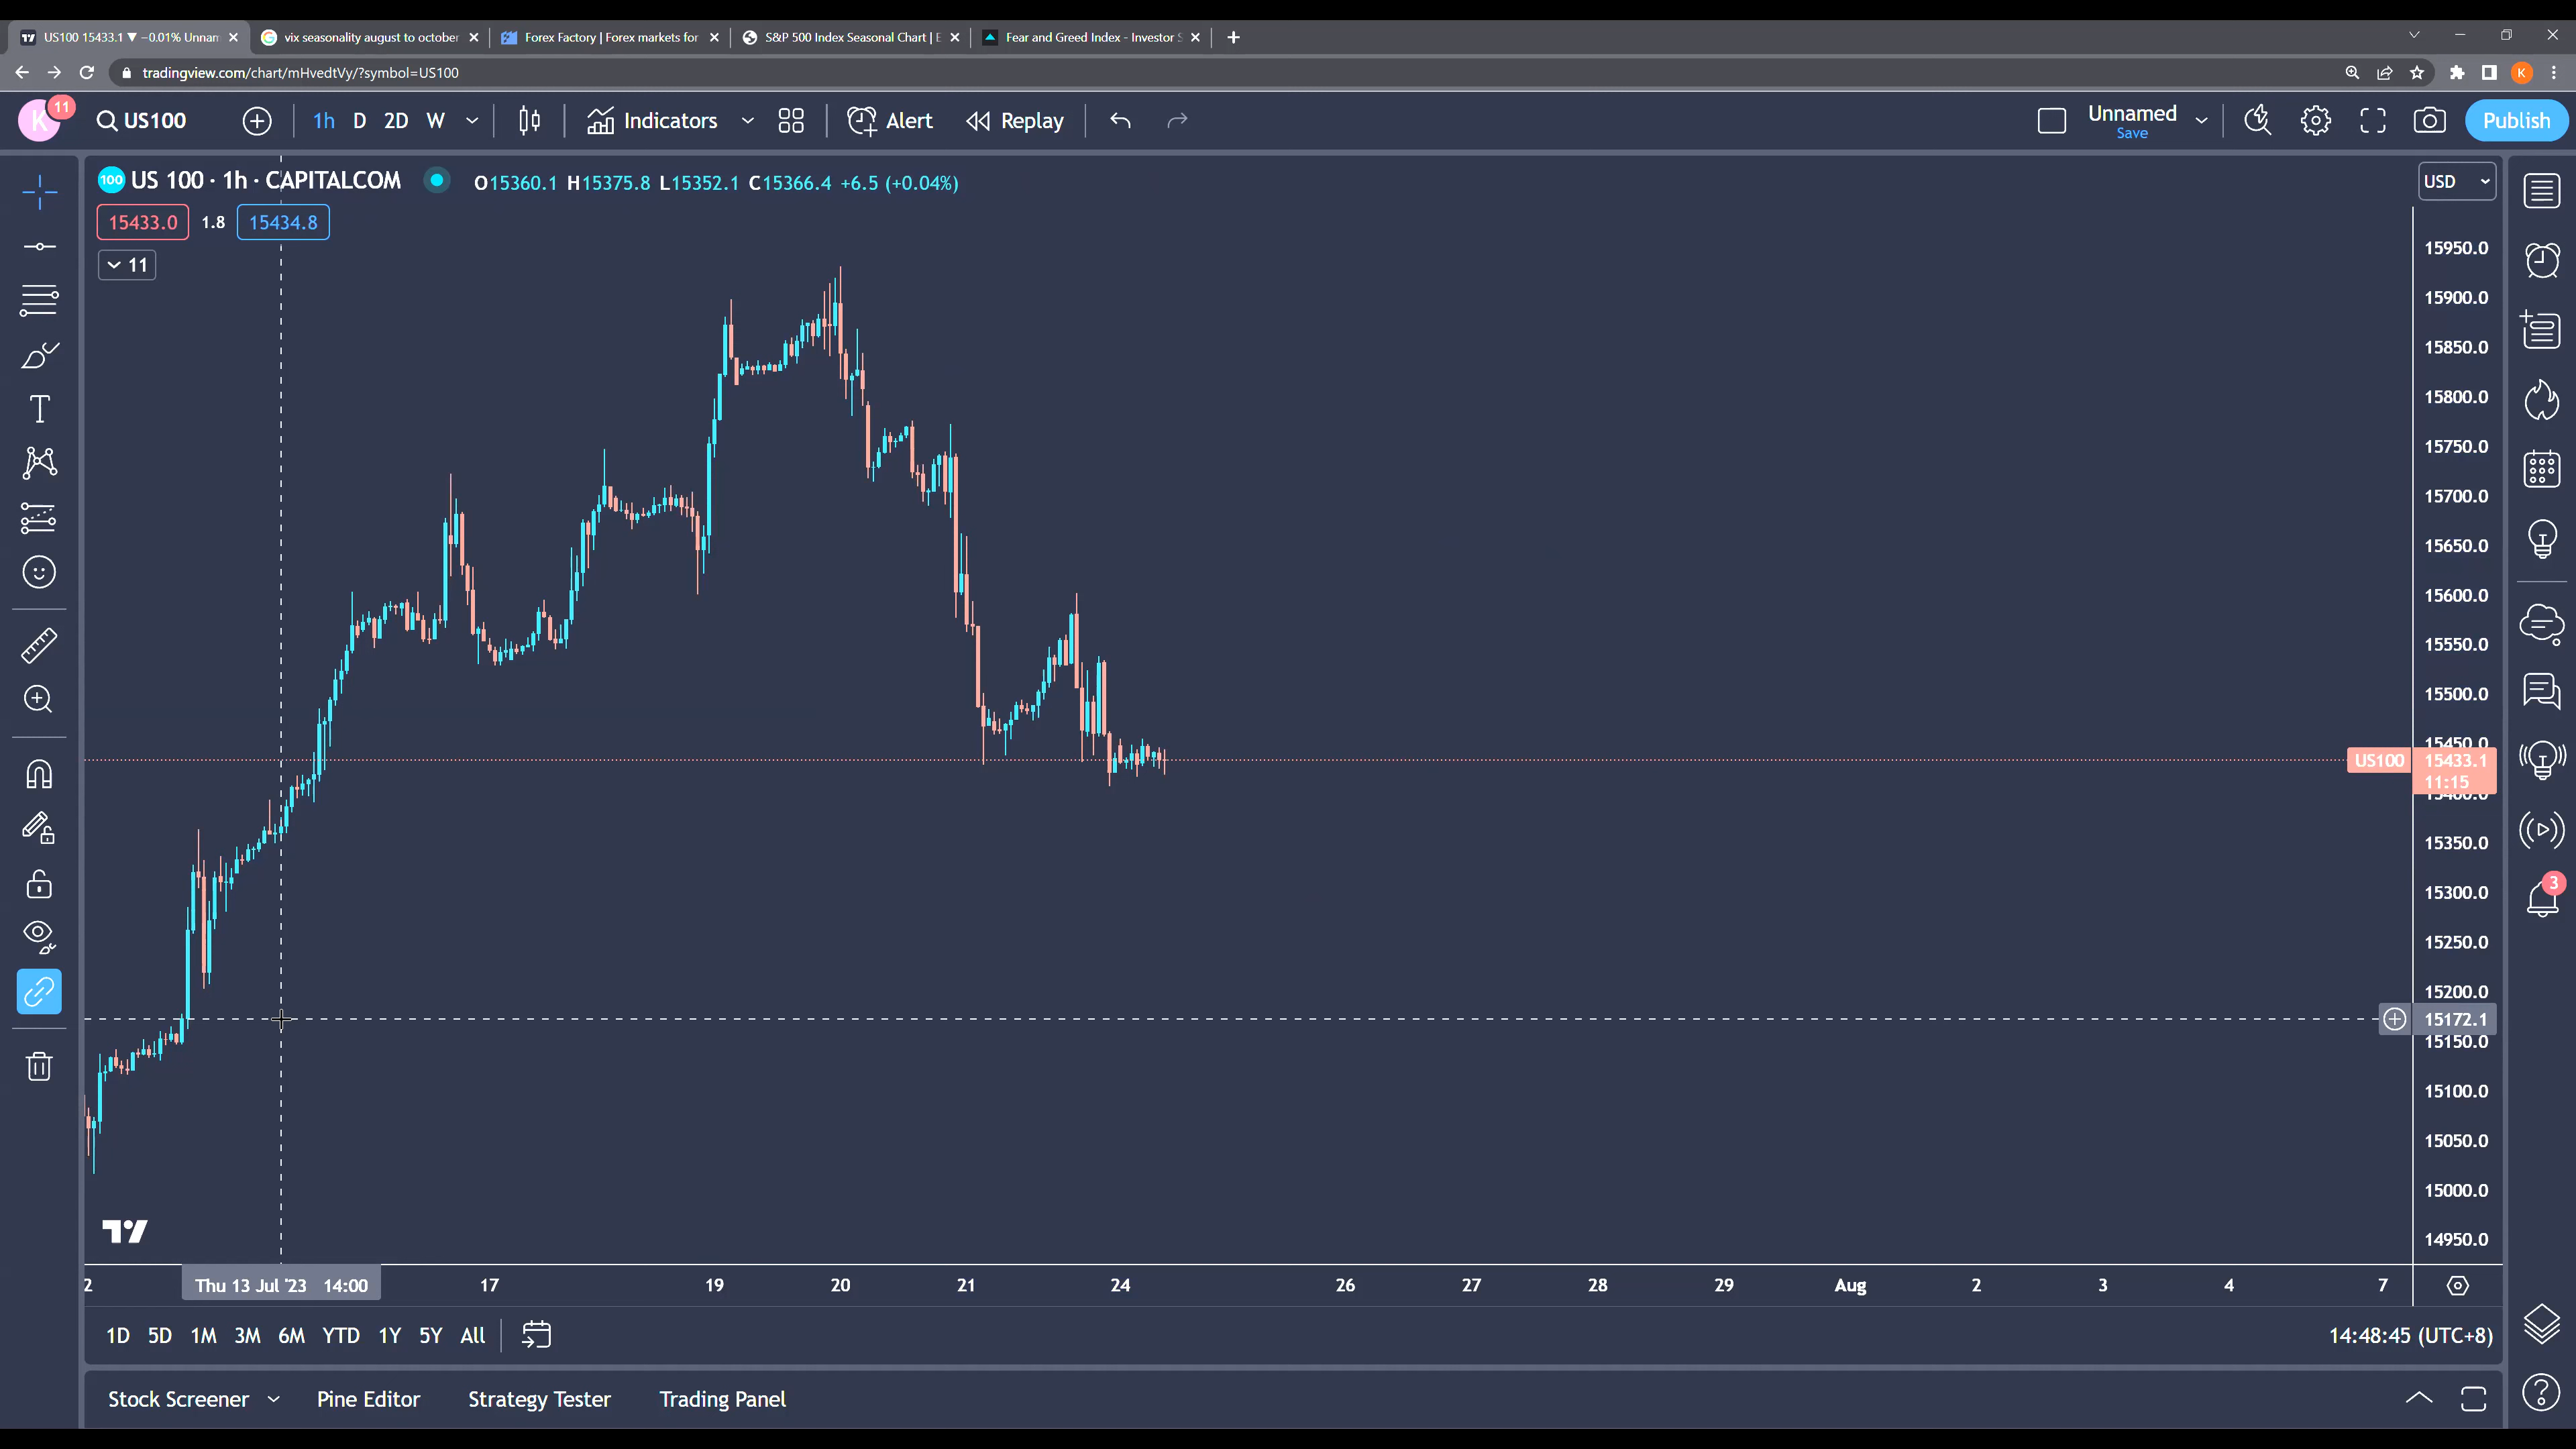 US100 15433.1 ▼ −0.01% Unnam
vix seasonality august to october
Forex Factory | Forex markets for
S&P 500 Index Seasonal Chart | E
Fear and Greed Index - Investor S
tradingview.com/chart/mHvedtVy/?symbol=US100
K
K
11
US100
1h
D
2D
W
Indicators
Alert
Replay
Unnamed
Save
Publish
100
US 100 · 1h · CAPITALCOM
O15360.1 H15375.8 L15352.1 C15366.4 +6.5 (+0.04%)
USD
15433.0
1.8
15434.8
11
15950.0
15900.0
15850.0
15800.0
15750.0
15700.0
15650.0
15600.0
15550.0
15500.0
15450.0
US100
15433.1
11:15
15400.0
15350.0
15300.0
3
15250.0
15200.0
15172.1
15150.0
15100.0
15050.0
15000.0
14950.0
2
Thu 13 Jul '23 14:00
17
19
20
21
24
26
27
28
29
Aug
2
3
4
7
1D
5D
1M
3M
6M
YTD
1Y
5Y
All
14:48:45 (UTC+8)
Stock Screener
Pine Editor
Strategy Tester
Trading Panel